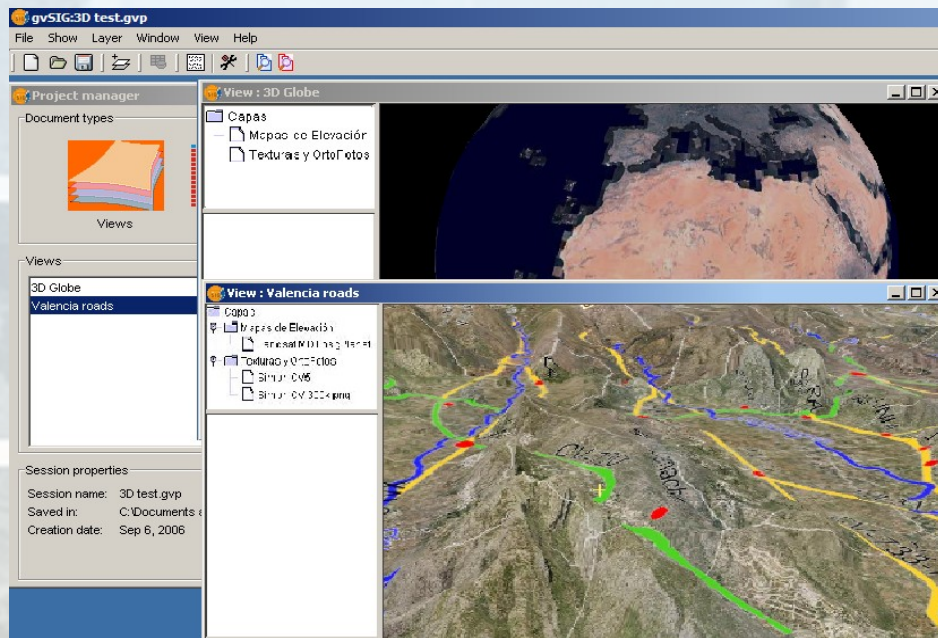 gvSIG:3D test.gvp
File Show Layer Window View Help
Project manager
Document types
Views
Views
3D Globe
Valencia roads
Session properties
Session name: 3D test.gvp
Saved in: C:\Documents a
Creation date: Sep 6, 2006
View : 3D Globe
Capas
Mapas de Elevación
Texturas y OrtoFotos
View : Valencia roads
Capas
Mapas de Elevación
Texturas y OrtoFotos